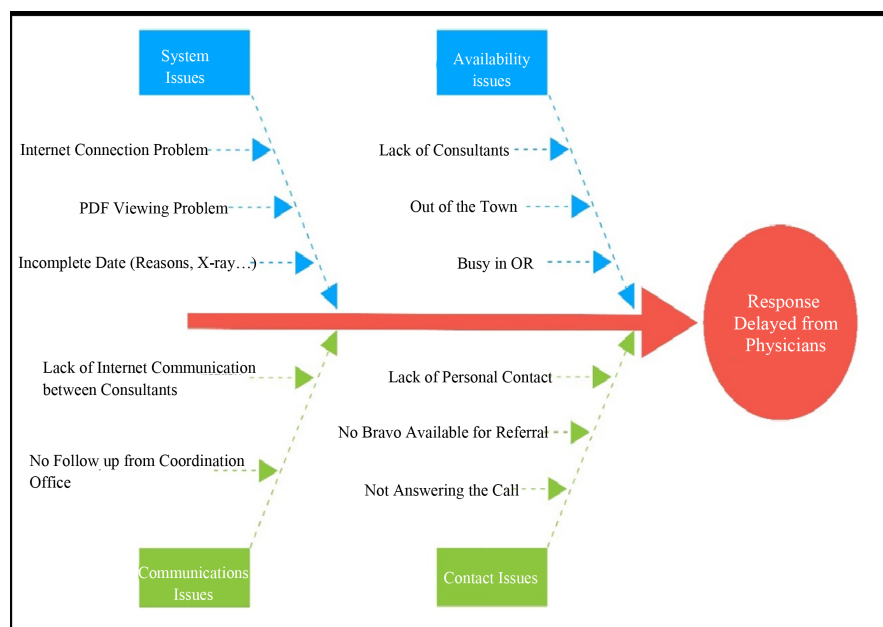 System
Issues
Availability
issues
Internet Connection Problem
PDF Viewing Problem
Incomplete Date (Reasons, X-ray…)
Lack of Consultants
Out of the Town
Busy in OR
Response
Delayed from
Physicians
Lack of Internet Communication
between Consultants
No Follow up from Coordination
Office
Lack of Personal Contact
No Bravo Available for Referral
Not Answering the Call
Communications
Issues
Contact Issues